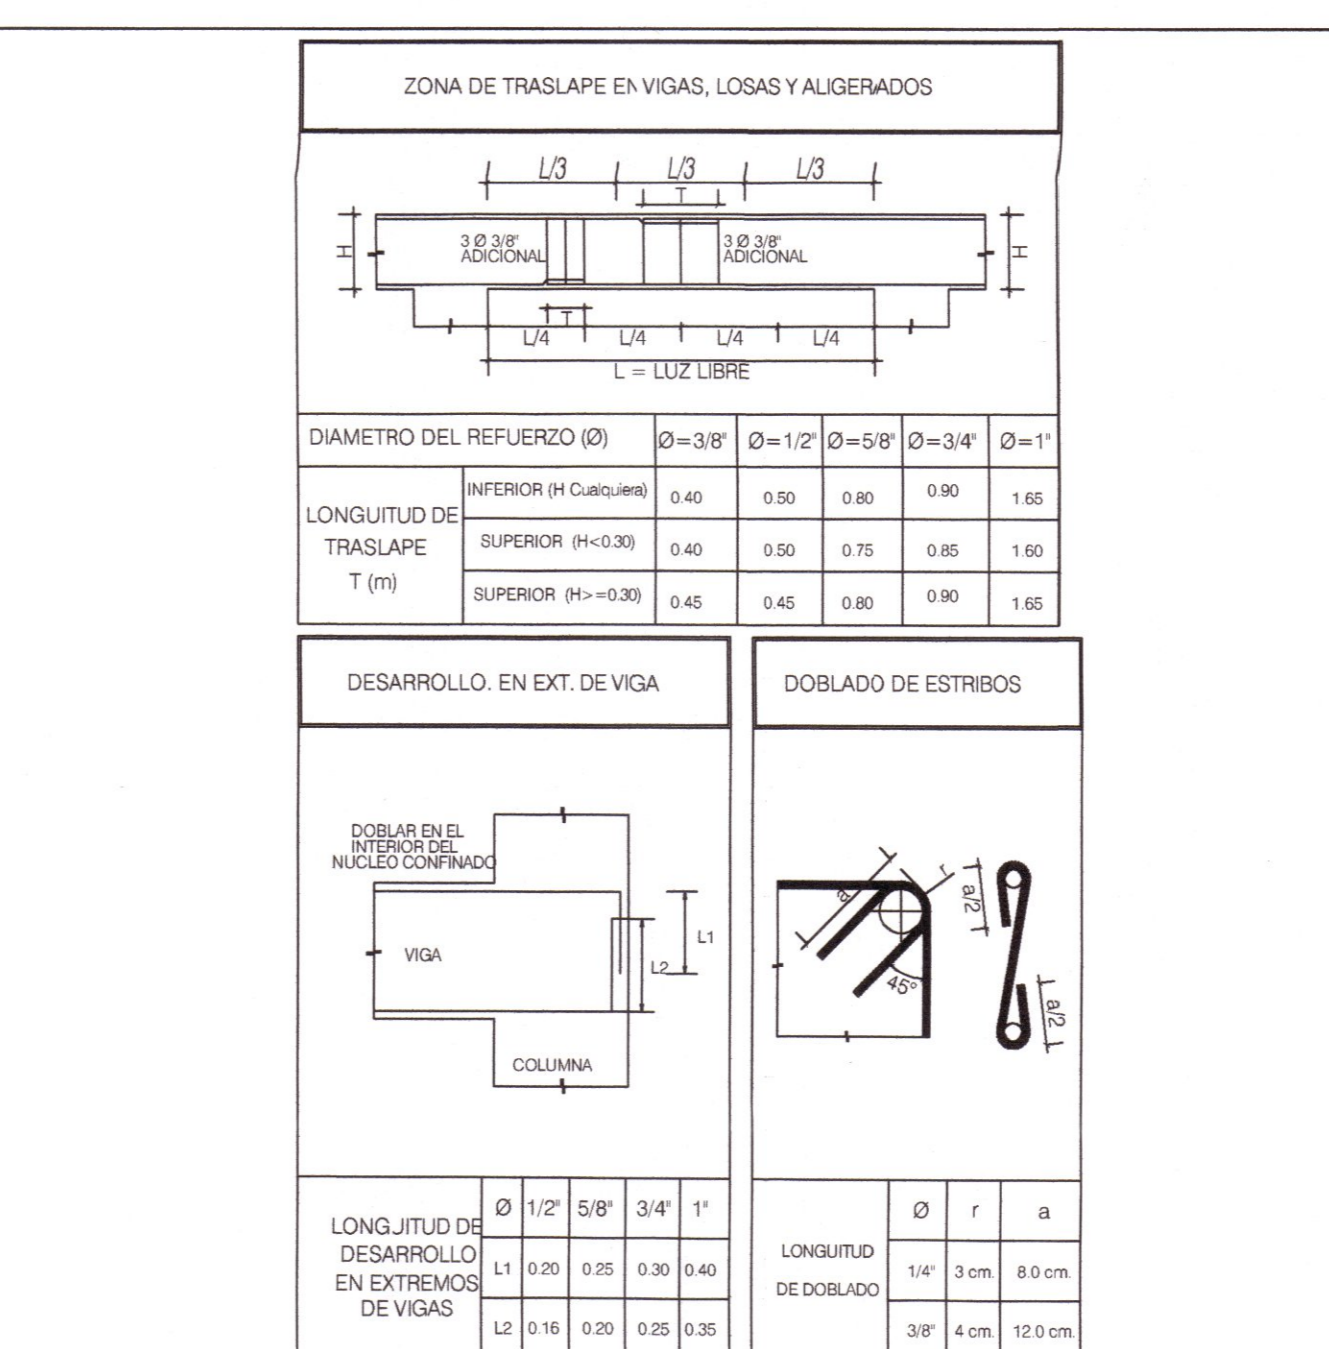 ZONA DE TRASLAPE EN VIGAS, LOSAS Y ALIGERADOS
L/3 L/3 L/3
T
H
3 Ø 3/8"
ADICIONAL
3 Ø 3/8"
ADICIONAL
H
T
L/4 L/4 L/4 L/4
L = LUZ LIBRE
DIAMETRO DEL REFUERZO (Ø) Ø=3/8" Ø=1/2" Ø=5/8" Ø=3/4" Ø=1"
LONGUITUD DE
TRASLAPE
T (m)
INFERIOR (H Cualquiera) 0.40 0.50 0.80 0.90 1.65
SUPERIOR (H<0.30) 0.40 0.50 0.75 0.85 1.60
SUPERIOR (H>=0.30) 0.45 0.45 0.80 0.90 1.65
DESARROLLO. EN EXT. DE VIGA
DOBLAR EN EL
INTERIOR DEL
NUCLEO CONFINADO
VIGA
L1
L2
COLUMNA
LONGJITUD DE
DESARROLLO
EN EXTREMOS
DE VIGAS
Ø 1/2" 5/8" 3/4" 1"
L1 0.20 0.25 0.30 0.40
L2 0.16 0.20 0.25 0.35
DOBLADO DE ESTRIBOS
a
r
45°
a/2
a/2
LONGUITUD
DE DOBLADO
Ø r a
1/4" 3 cm. 8.0 cm.
3/8" 4 cm. 12.0 cm.